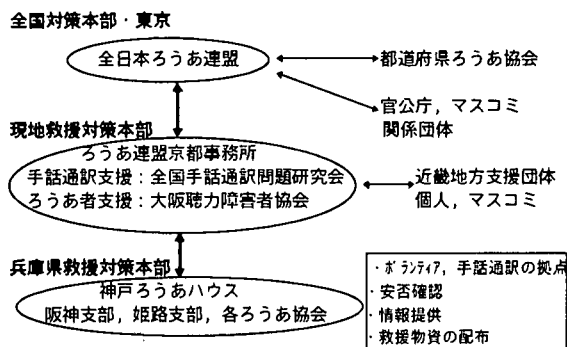 全国対策本部・東京
全日本ろうあ連盟
都道府県ろうあ協会
官公庁，マスコミ
関係団体
現地救援対策本部
ろうあ連盟京都事務所
手話通訳支援：全国手話通訳問題研究会
ろうあ者支援：大阪聴力障害者協会
近畿地方支援団体
個人，マスコミ
兵庫県救援対策本部
神戸ろうあハウス
阪神支部，姫路支部，各ろうあ協会
・ボランティア，手話通訳の拠点
・安否確認
・情報提供
・救援物資の配布